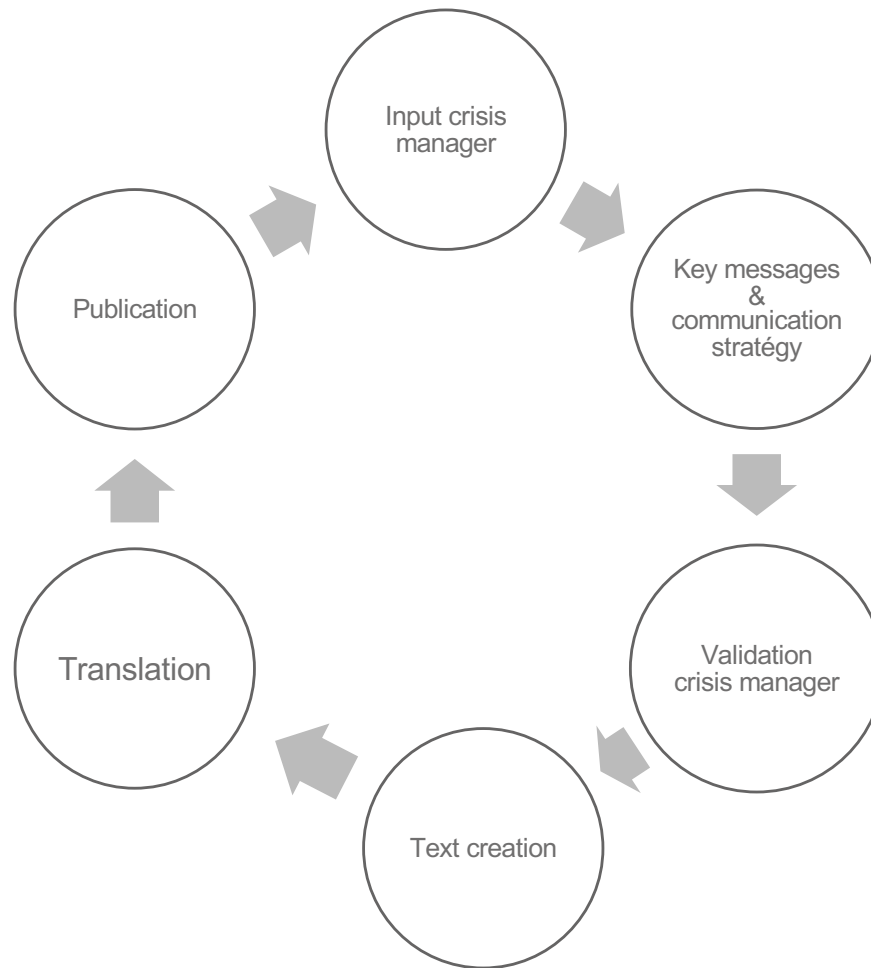 Input crisis
manager
Key messages
&
communication
stratégy
Validation
crisis manager
Text creation
Translation
Publication